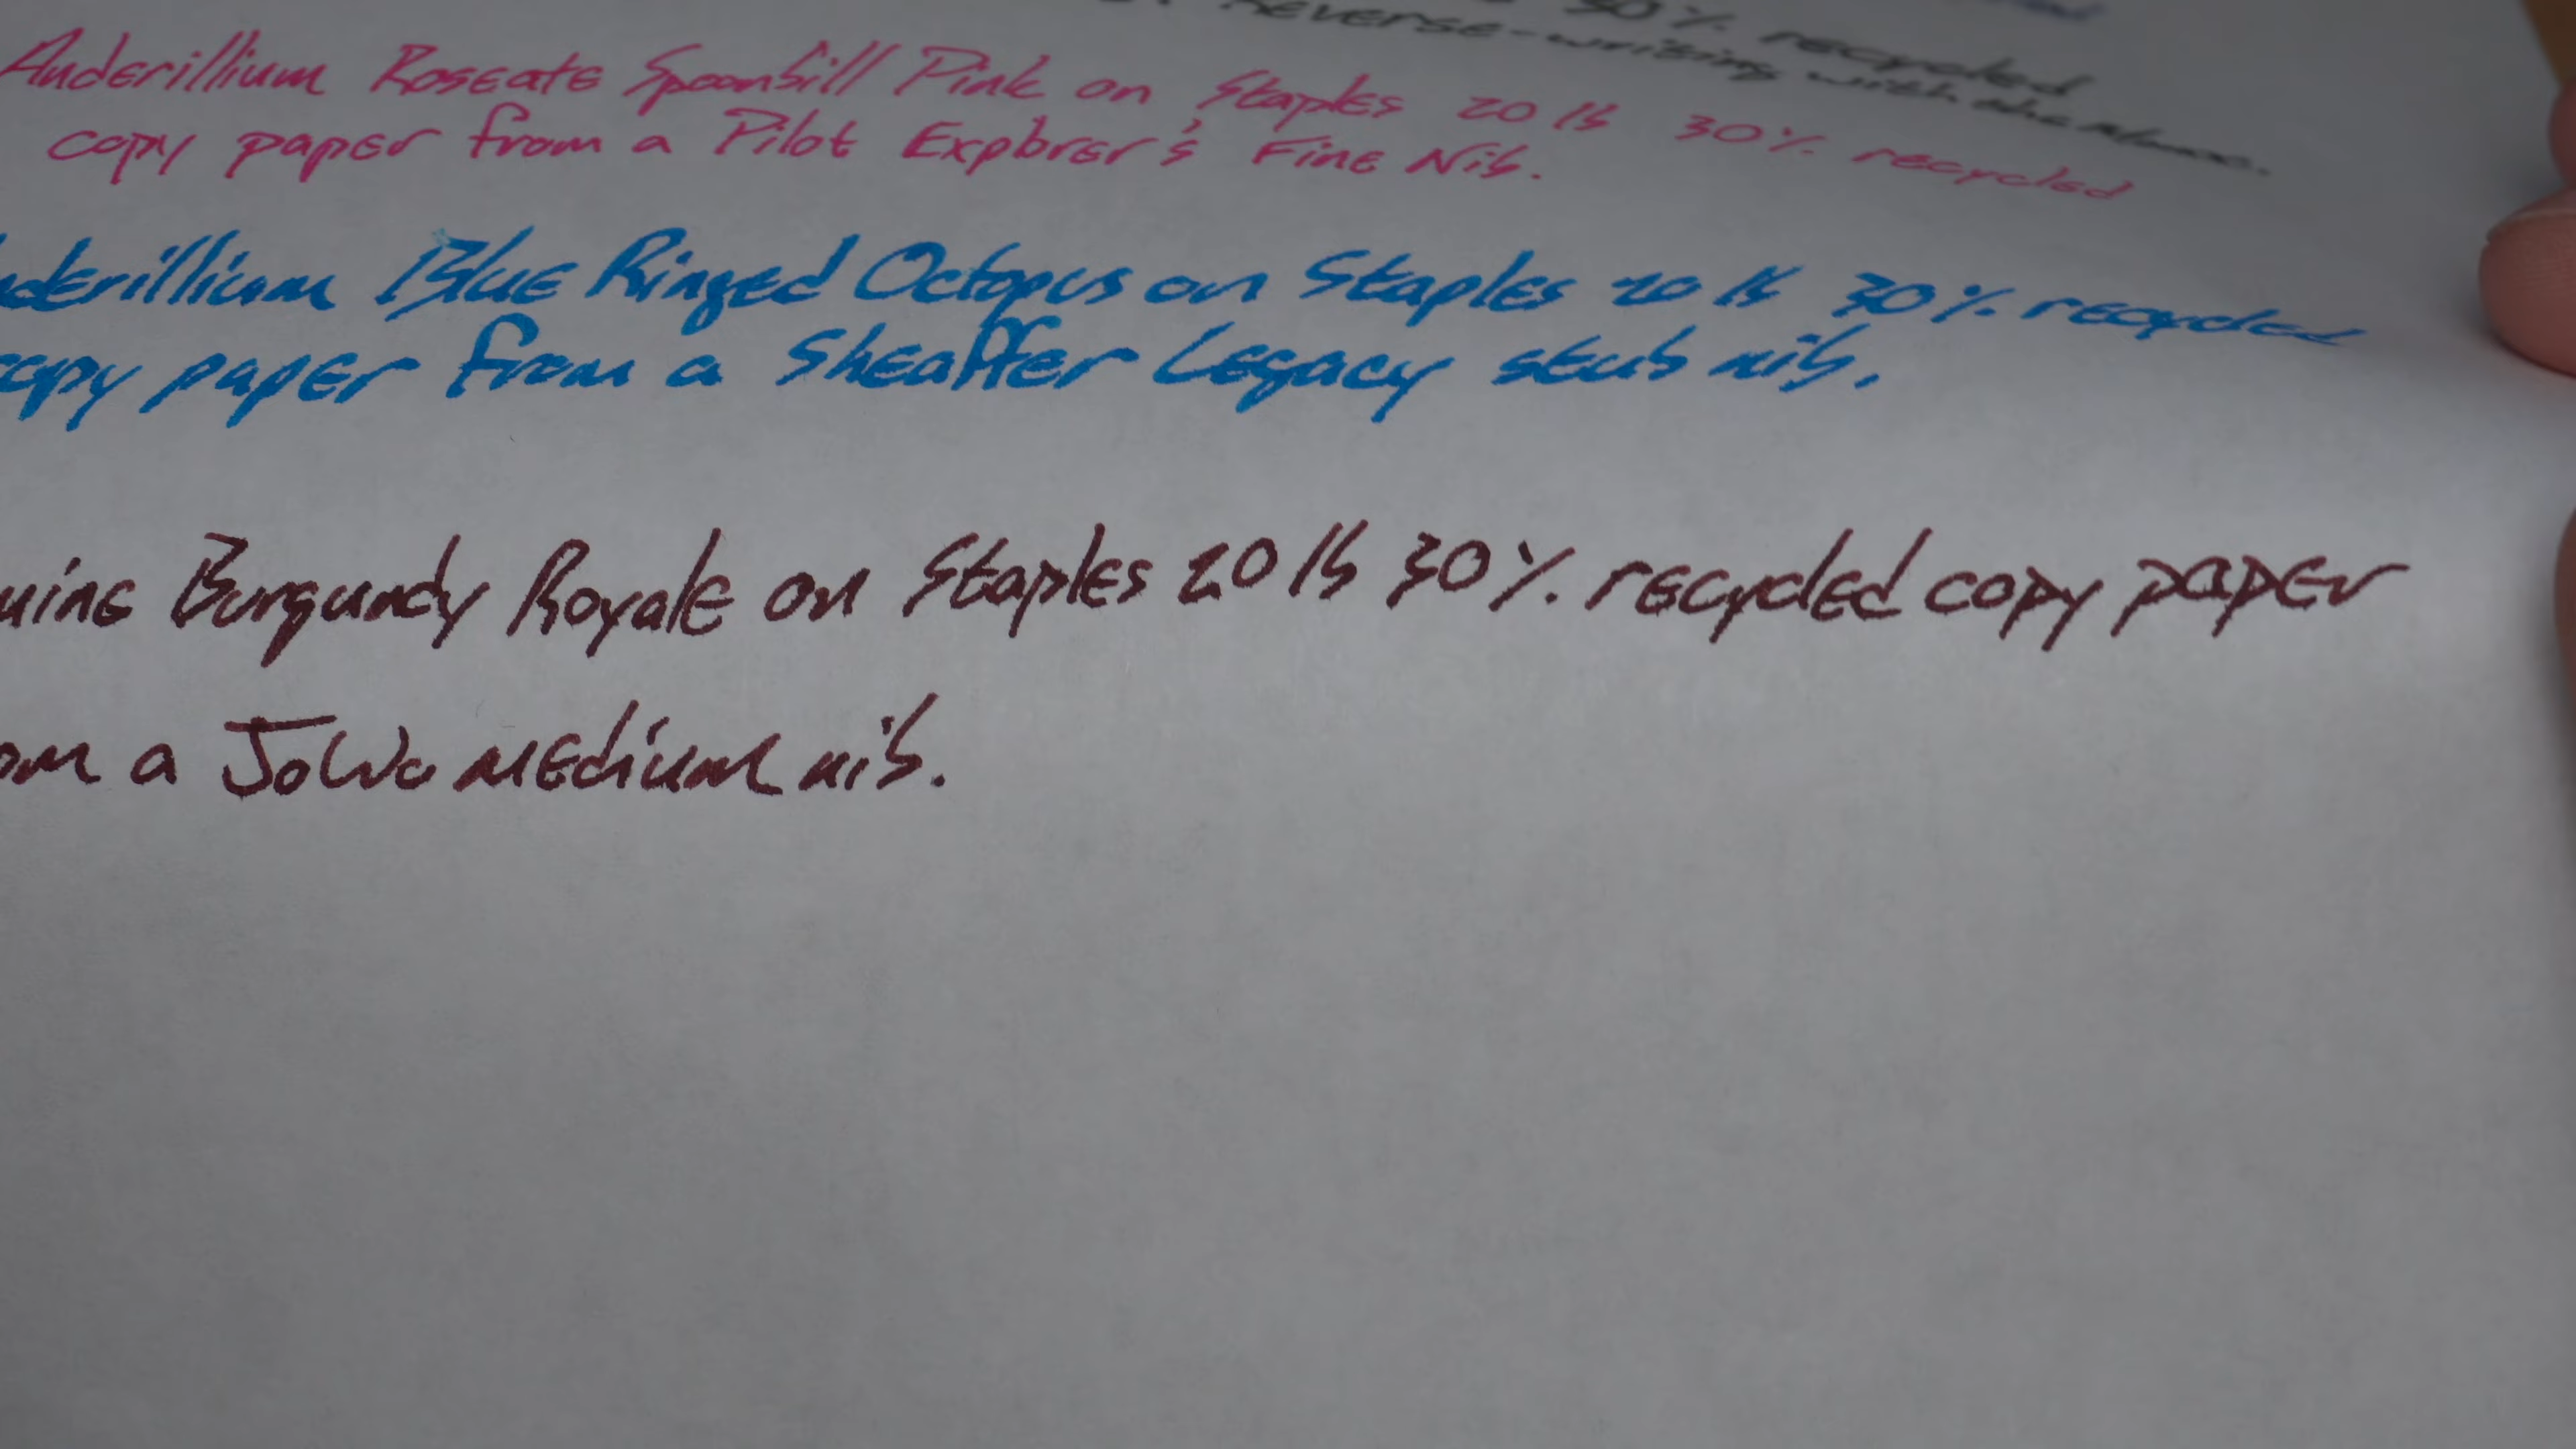 30% recycled
reverse-writing with the above.
Anderillium Roseate Spoonbill Pink on Staples 20 lb 30% recycled
copy paper from a Pilot Explorer's Fine Nib.
derillium Blue Ringed Octopus on Staples 20 lb 30% recycled
copy paper from a Sheaffer Legacy stub nib.
uine Burgundy Royale on Staples 20 lb 30% recycled copy paper
om a JoWo medium nib.